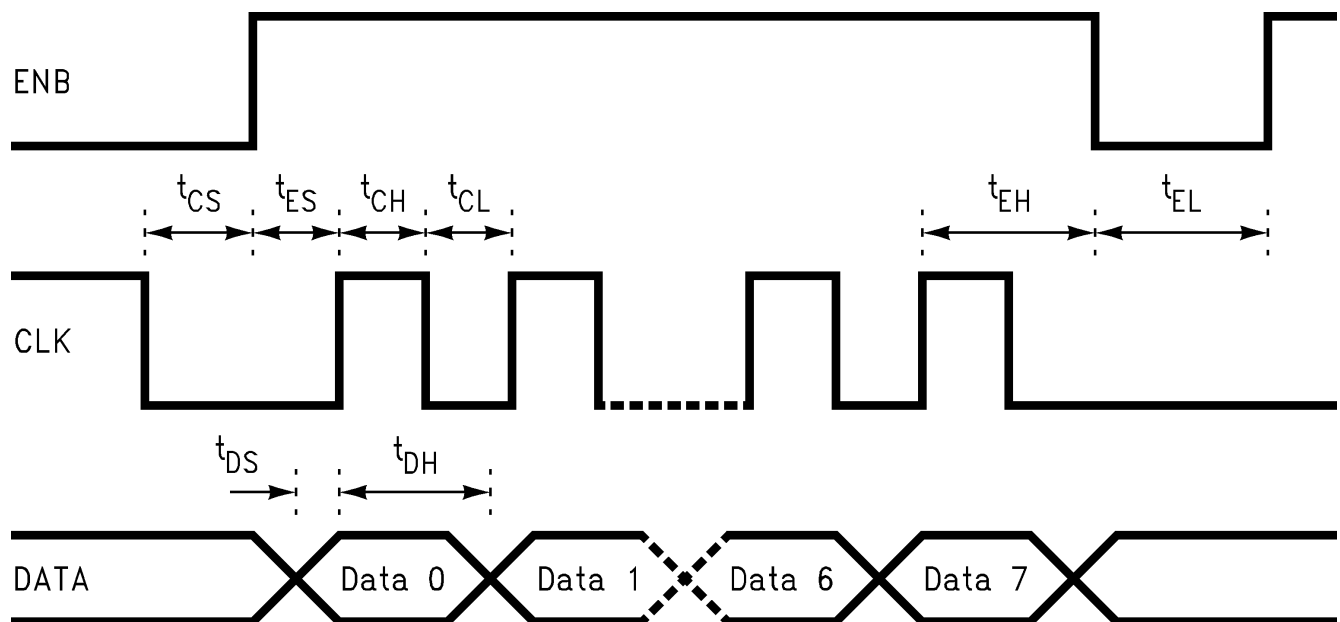 ENB
tCS tES tCH tCL tEH tEL
CLK
tDS tDH
DATA Data 0 Data 1 Data 6 Data 7